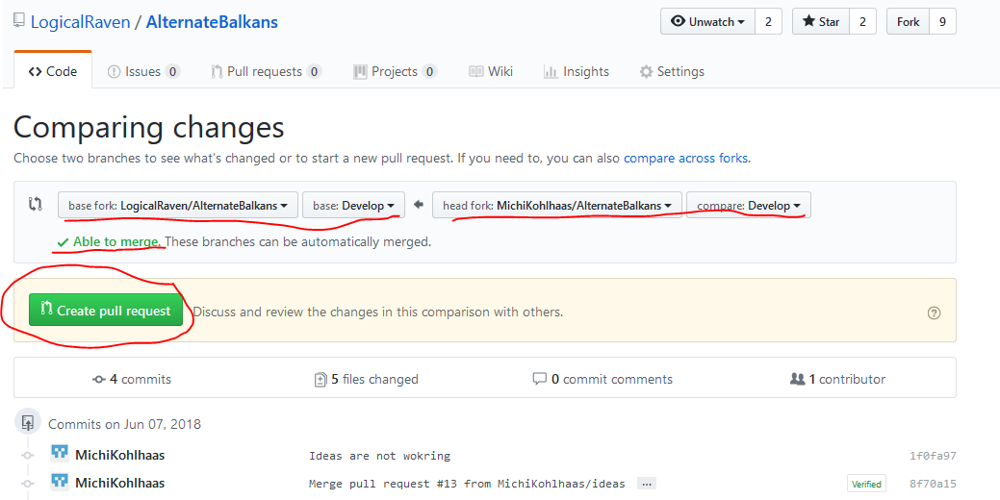 LogicalRaven / AlternateBalkans Unwatch 2 Star 2 Fork 9
Code Issues 0 Pull requests 0 Projects 0 Wiki Insights Settings
Comparing changes
Choose two branches to see what's changed or to start a new pull request. If you need to, you can also compare across forks.
base fork: LogicalRaven/AlternateBalkans base: Develop head fork: MichiKohlhaas/AlternateBalkans compare: Develop
Able to merge. These branches can be automatically merged.
Create pull request Discuss and review the changes in this comparison with others.
4 commits 5 files changed 0 commit comments 1 contributor
Commits on Jun 07, 2018
MichiKohlhaas Ideas are not wokring 1f0fa97
MichiKohlhaas Merge pull request #13 from MichiKohlhaas/ideas … Verified 8f70a15